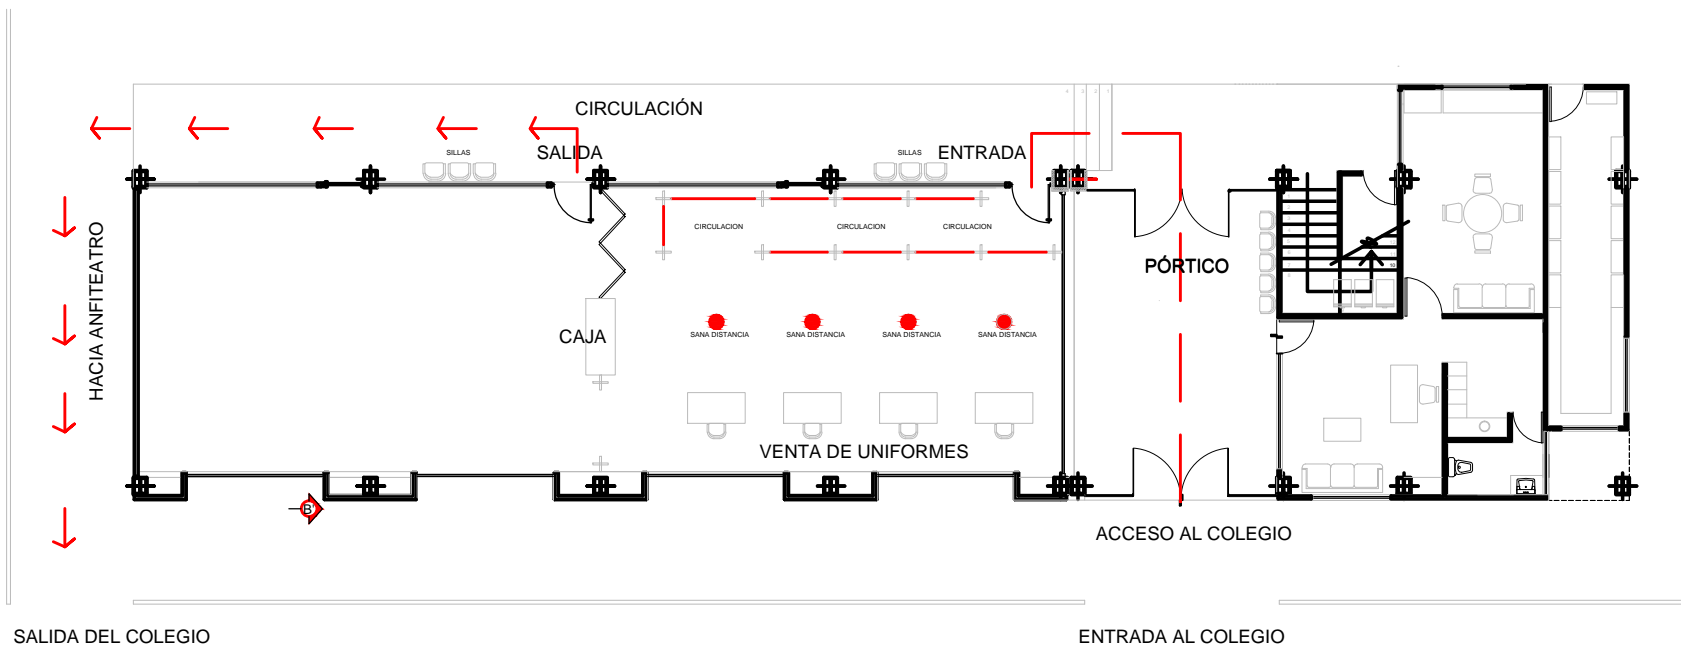 CIRCULACIÓN
SILLAS
SALIDA
SILLAS
ENTRADA
CIRCULACION
CIRCULACION
CIRCULACION
HACIA ANFITEATRO
PÓRTICO
CAJA
SANA DISTANCIA
SANA DISTANCIA
SANA DISTANCIA
SANA DISTANCIA
VENTA DE UNIFORMES
B'
ACCESO AL COLEGIO
SALIDA DEL COLEGIO
ENTRADA AL COLEGIO